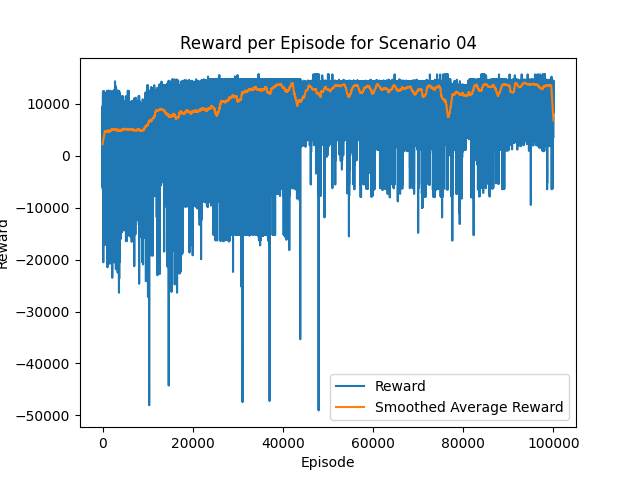 Reward per Episode for Scenario 04
10000
0
−10000
−20000
−30000
−40000
−50000
Reward
0
20000
40000
60000
80000
100000
Episode
Reward
Smoothed Average Reward